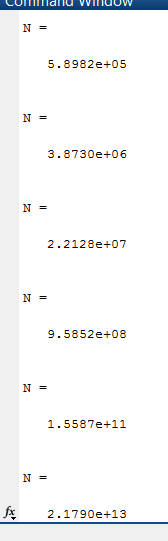 Command Window
N =
5.8982e+05
N =
3.8730e+06
N =
2.2128e+07
N =
9.5852e+08
N =
1.5587e+11
N =
fx 2.1790e+13